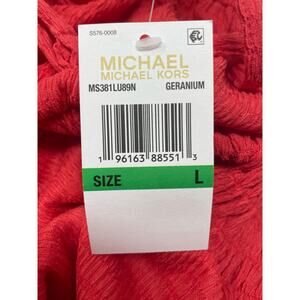 S576-0008
MICHAEL
MICHAEL KORS
MS381LU89N GERANIUM
1 96163 88551 3
SIZE L